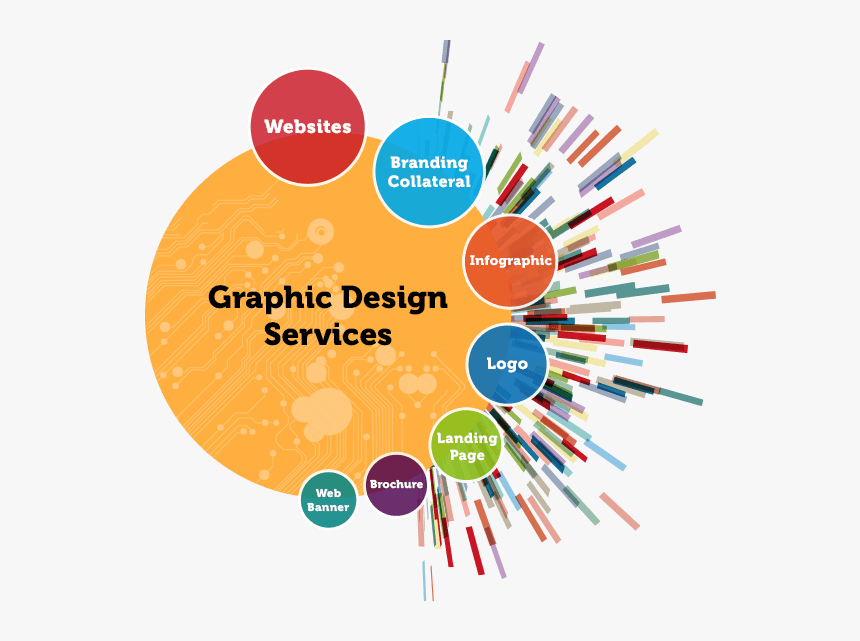 Websites
Branding
Collateral
Infographic
Graphic Design
Services
Logo
Landing
Page
Brochure
Web
Banner